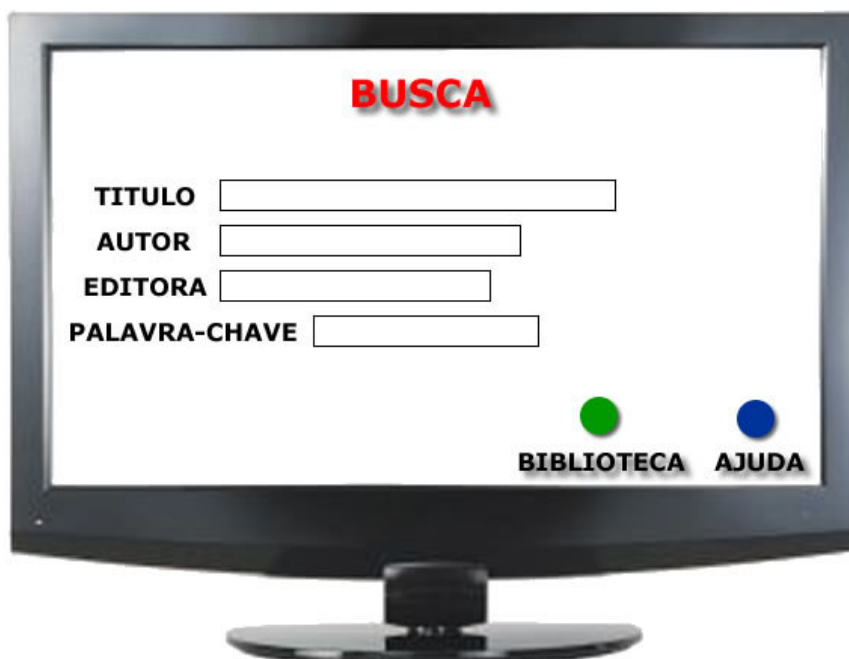 BUSCA
TITULO
AUTOR
EDITORA
PALAVRA-CHAVE
BIBLIOTECA AJUDA